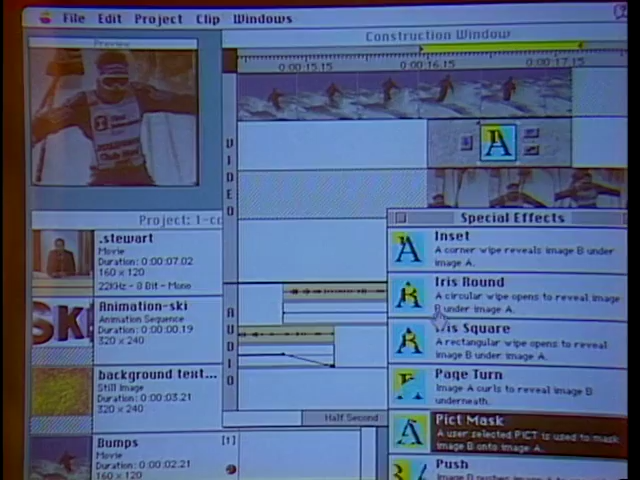 File Edit Project Clip Windows
Preview
Construction Window
0:00:15.15 0:00:16.15 0:00:17.15
VIDEO
A
Project: 1-co
Special Effects
.stewart
Movie
Duration: 0:00:07.02
160 x 120
22KHz - 8 Bit - Mono
Inset
A corner wipe reveals image B under
image A.
Iris Round
A circular wipe opens to reveal image
B under image A.
Iris Square
A rectangular wipe opens to reveal
image B under image A.
AUDIO
SKI
Animation-ski
Animation Sequence
Duration: 0:00:00.19
320 x 240
background text...
Still Image
Duration: 0:00:03.21
320 x 240
Page Turn
Image A curls to reveal image B
underneath.
Half Second
Pict Mask
A user selected PICT is used to mask
image B onto image A.
Bumps [1]
Movie
Duration: 0:00:02.21
160 x 120
Push